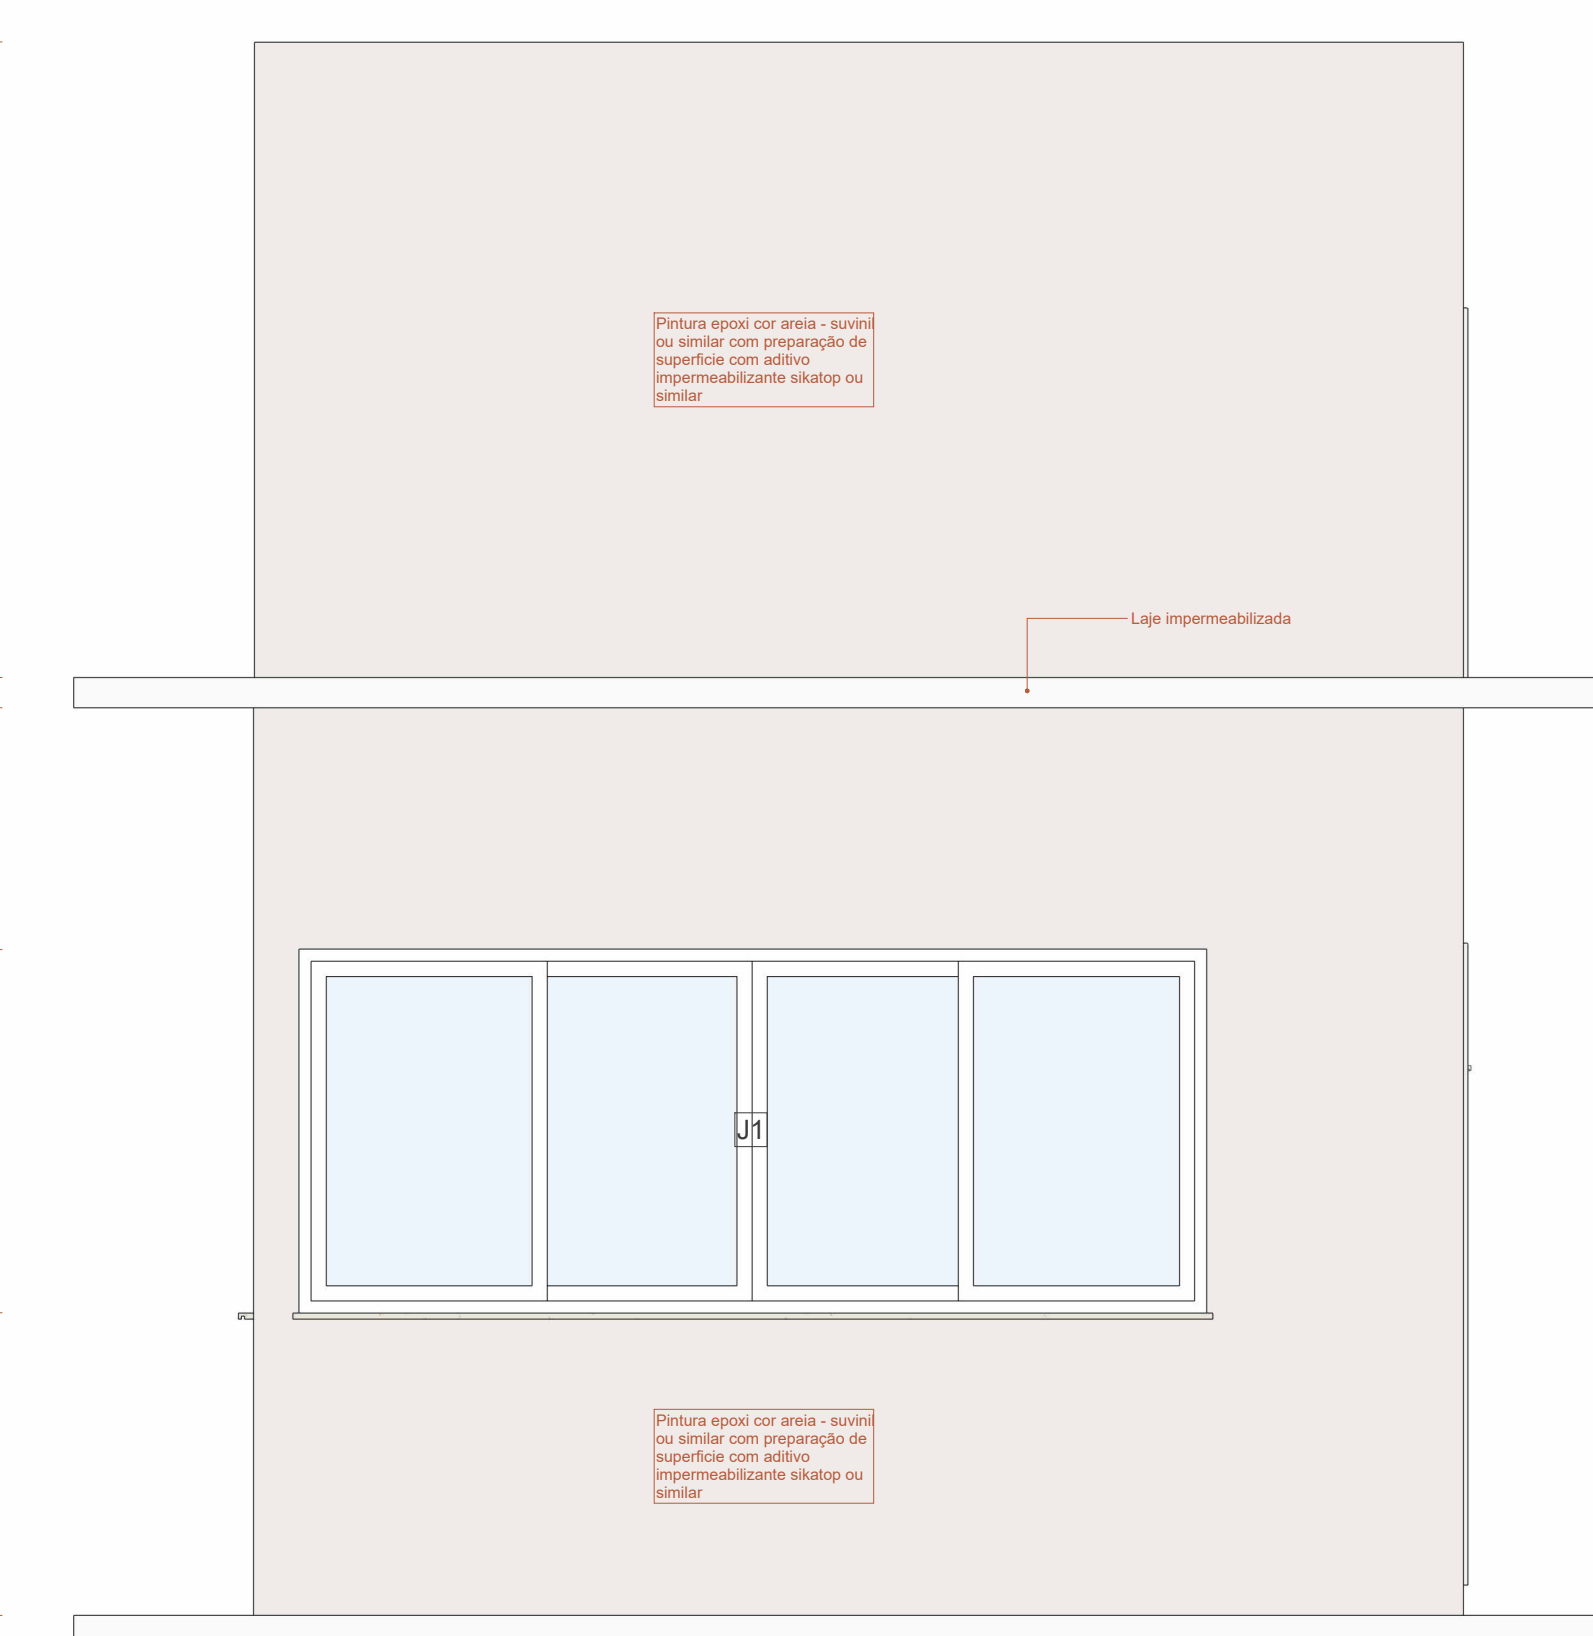 Pintura epoxi cor areia - suvinil
ou similar com preparação de
superficie com aditivo
impermeabilizante sikatop ou
similar
Laje impermeabilizada
J1
Pintura epoxi cor areia - suvinil
ou similar com preparação de
superficie com aditivo
impermeabilizante sikatop ou
similar